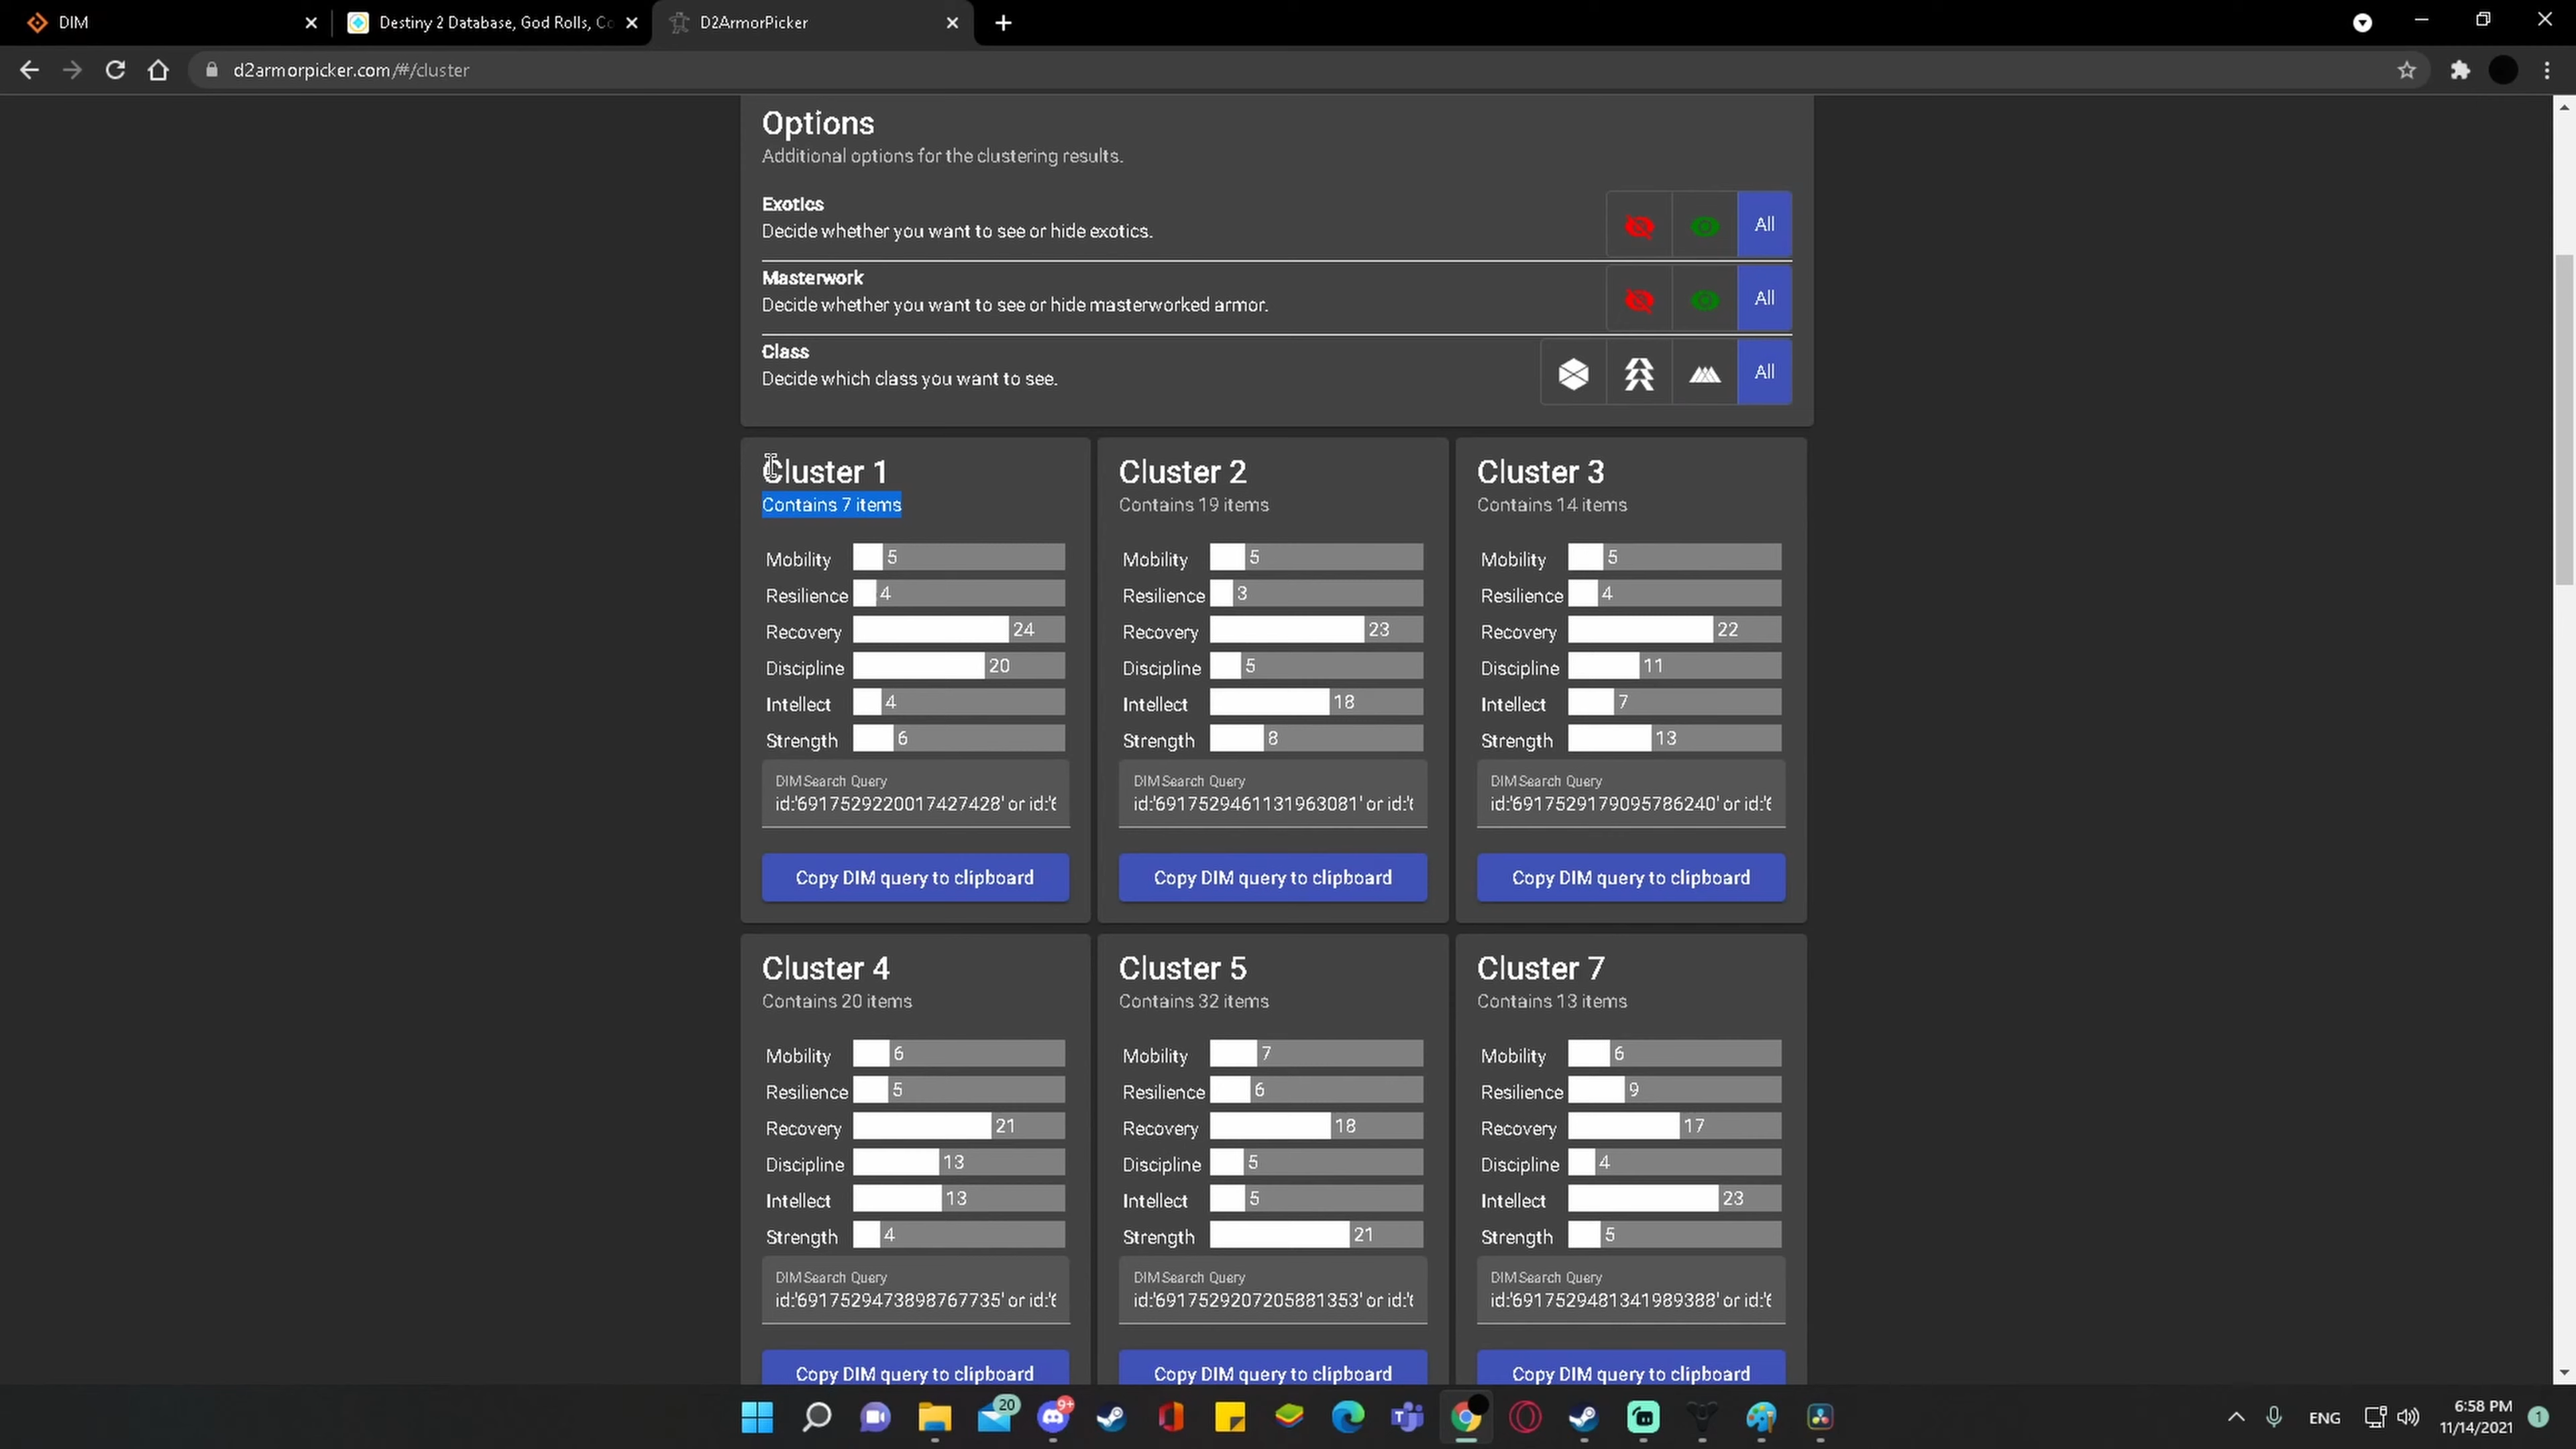 DIM
Destiny 2 Database, God Rolls, Co
D2ArmorPicker
d2armorpicker.com/#/cluster
Options
Additional options for the clustering results.
Exotics
Decide whether you want to see or hide exotics.
All
Masterwork
Decide whether you want to see or hide masterworked armor.
All
Class
Decide which class you want to see.
All
Cluster 1
Contains 7 items
Mobility 5
Resilience 4
Recovery 24
Discipline 20
Intellect 4
Strength 6
DIM Search Query
id:'6917529220017427428' or id:'6
Copy DIM query to clipboard
Cluster 2
Contains 19 items
Mobility 5
Resilience 3
Recovery 23
Discipline 5
Intellect 18
Strength 8
DIM Search Query
id:'6917529461131963081' or id:'6
Copy DIM query to clipboard
Cluster 3
Contains 14 items
Mobility 5
Resilience 4
Recovery 22
Discipline 11
Intellect 7
Strength 13
DIM Search Query
id:'6917529179095786240' or id:'6
Copy DIM query to clipboard
Cluster 4
Contains 20 items
Mobility 6
Resilience 5
Recovery 21
Discipline 13
Intellect 13
Strength 4
DIM Search Query
id:'6917529473898767735' or id:'6
Copy DIM query to clipboard
Cluster 5
Contains 32 items
Mobility 7
Resilience 6
Recovery 18
Discipline 5
Intellect 5
Strength 21
DIM Search Query
id:'6917529207205881353' or id:'6
Copy DIM query to clipboard
Cluster 7
Contains 13 items
Mobility 6
Resilience 9
Recovery 17
Discipline 4
Intellect 23
Strength 5
DIM Search Query
id:'6917529481341989388' or id:'6
Copy DIM query to clipboard
20
9+
ENG
6:58 PM
11/14/2021
1